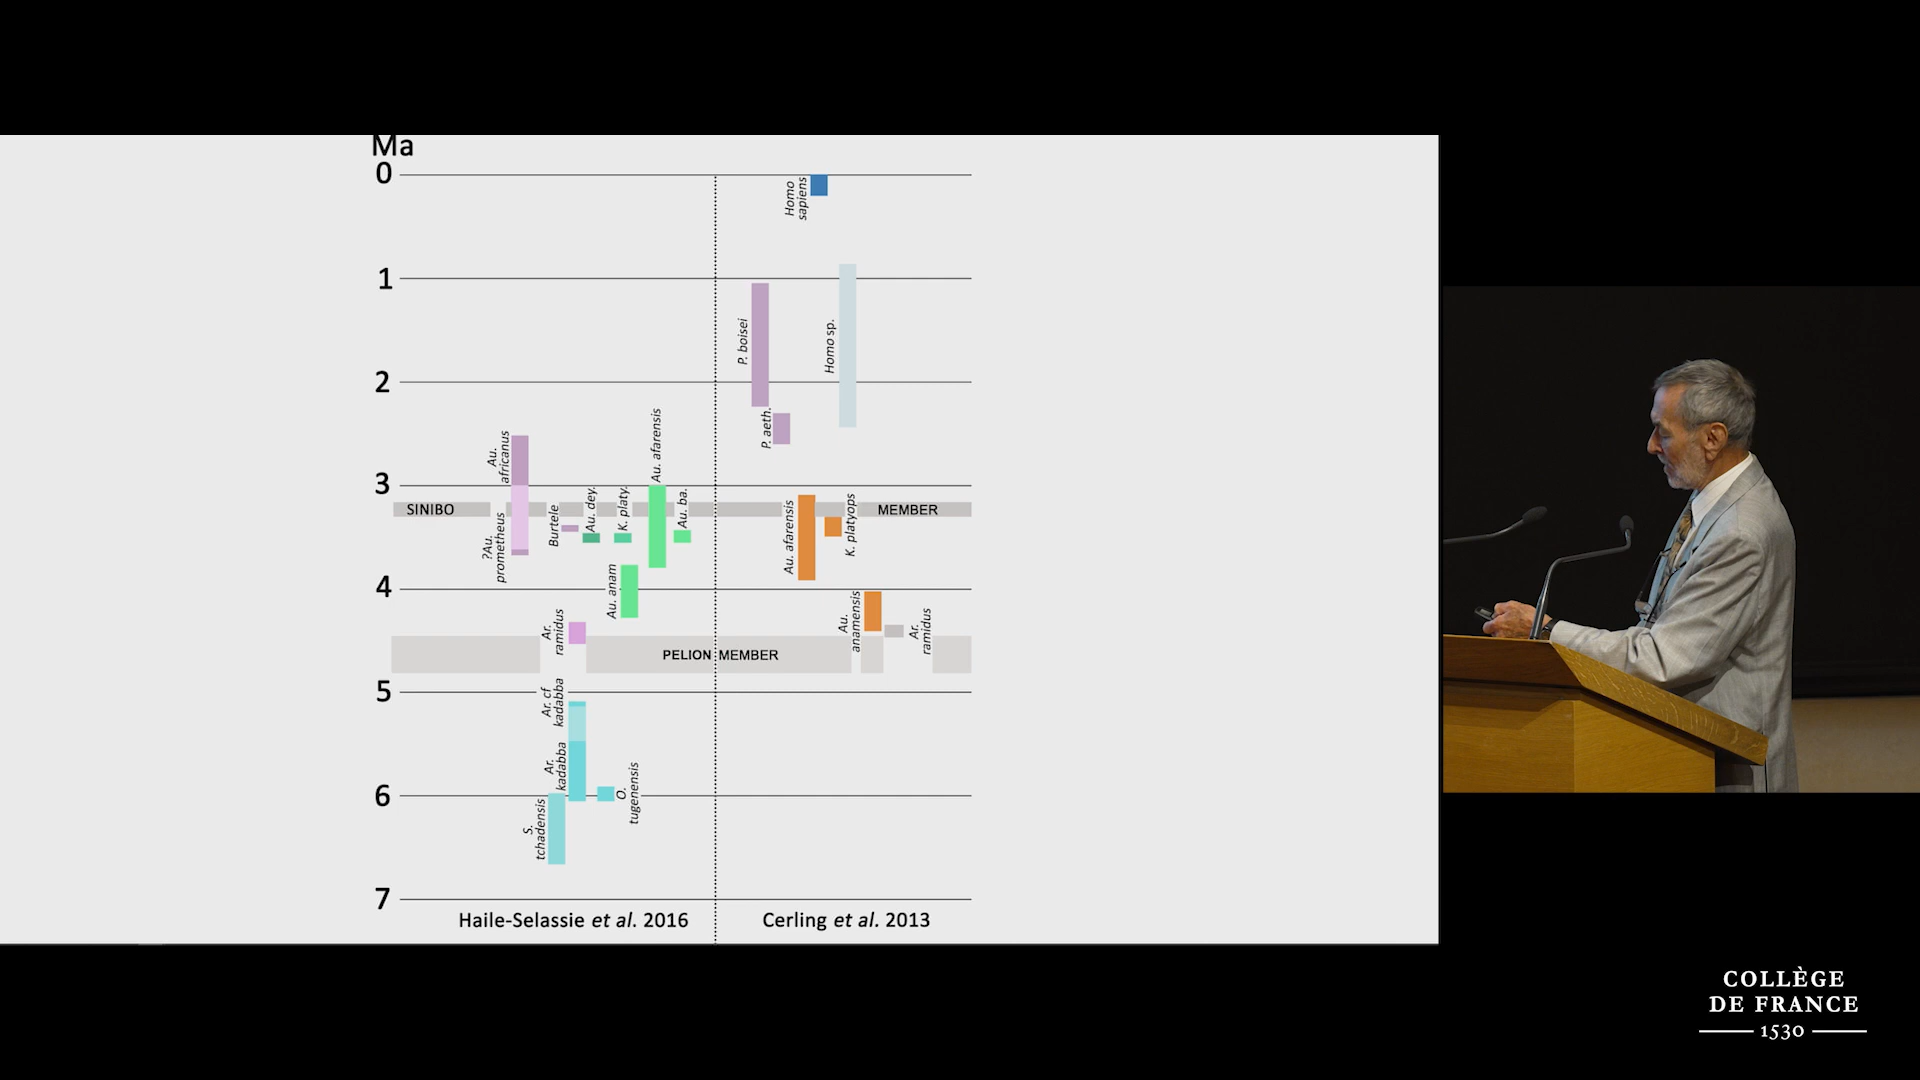 Ma
0
Homo
sapiens
1
P. boisei
Homo sp.
2
P. aeth.
Au.
africanus
Au. afarensis
3
SINIBO
MEMBER
?Au.
prometheus
Burtele
Au. dey.
K. platy.
Au. ba.
Au. afarensis
K. platyops
4
Au. anam
Au.
anamensis
Ar.
ramidus
Ar.
ramidus
PELION MEMBER
5
Ar. cf
kadabba
Ar.
kadabba
6
O.
tugenensis
S.
tchadensis
7
Haile-Selassie et al. 2016
Cerling et al. 2013
COLLÈGE
DE FRANCE
1530